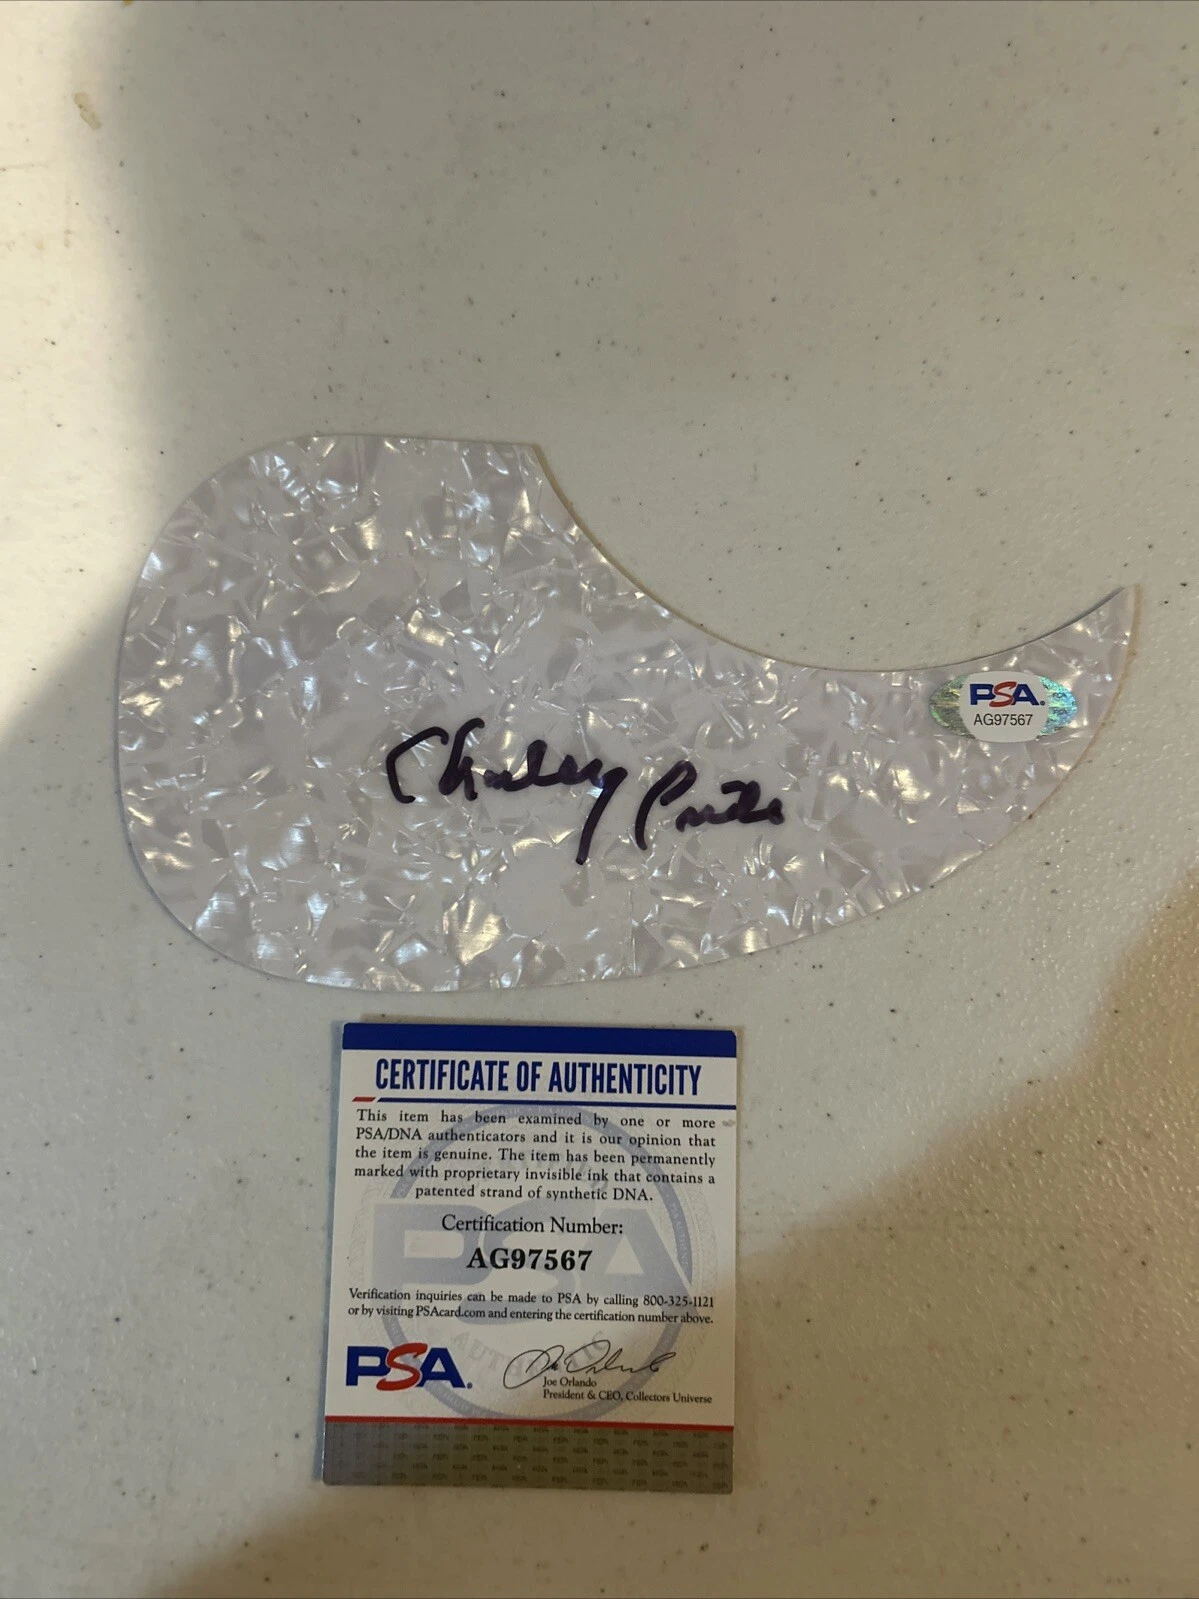 PSA
AG97567
Charley Pride
CERTIFICATE OF AUTHENTICITY
This item has been examined by one or more
PSA/DNA authenticators and it is our opinion that
the item is genuine. The item has been permanently
marked with proprietary invisible ink that contains a
patented strand of synthetic DNA.
Certification Number:
AG97567
Verification inquiries can be made to PSA by calling 800-325-1121
or by visiting PSAcard.com and entering the certification number above.
PSA.
Joe Orlando
Joe Orlando
President & CEO, Collectors Universe